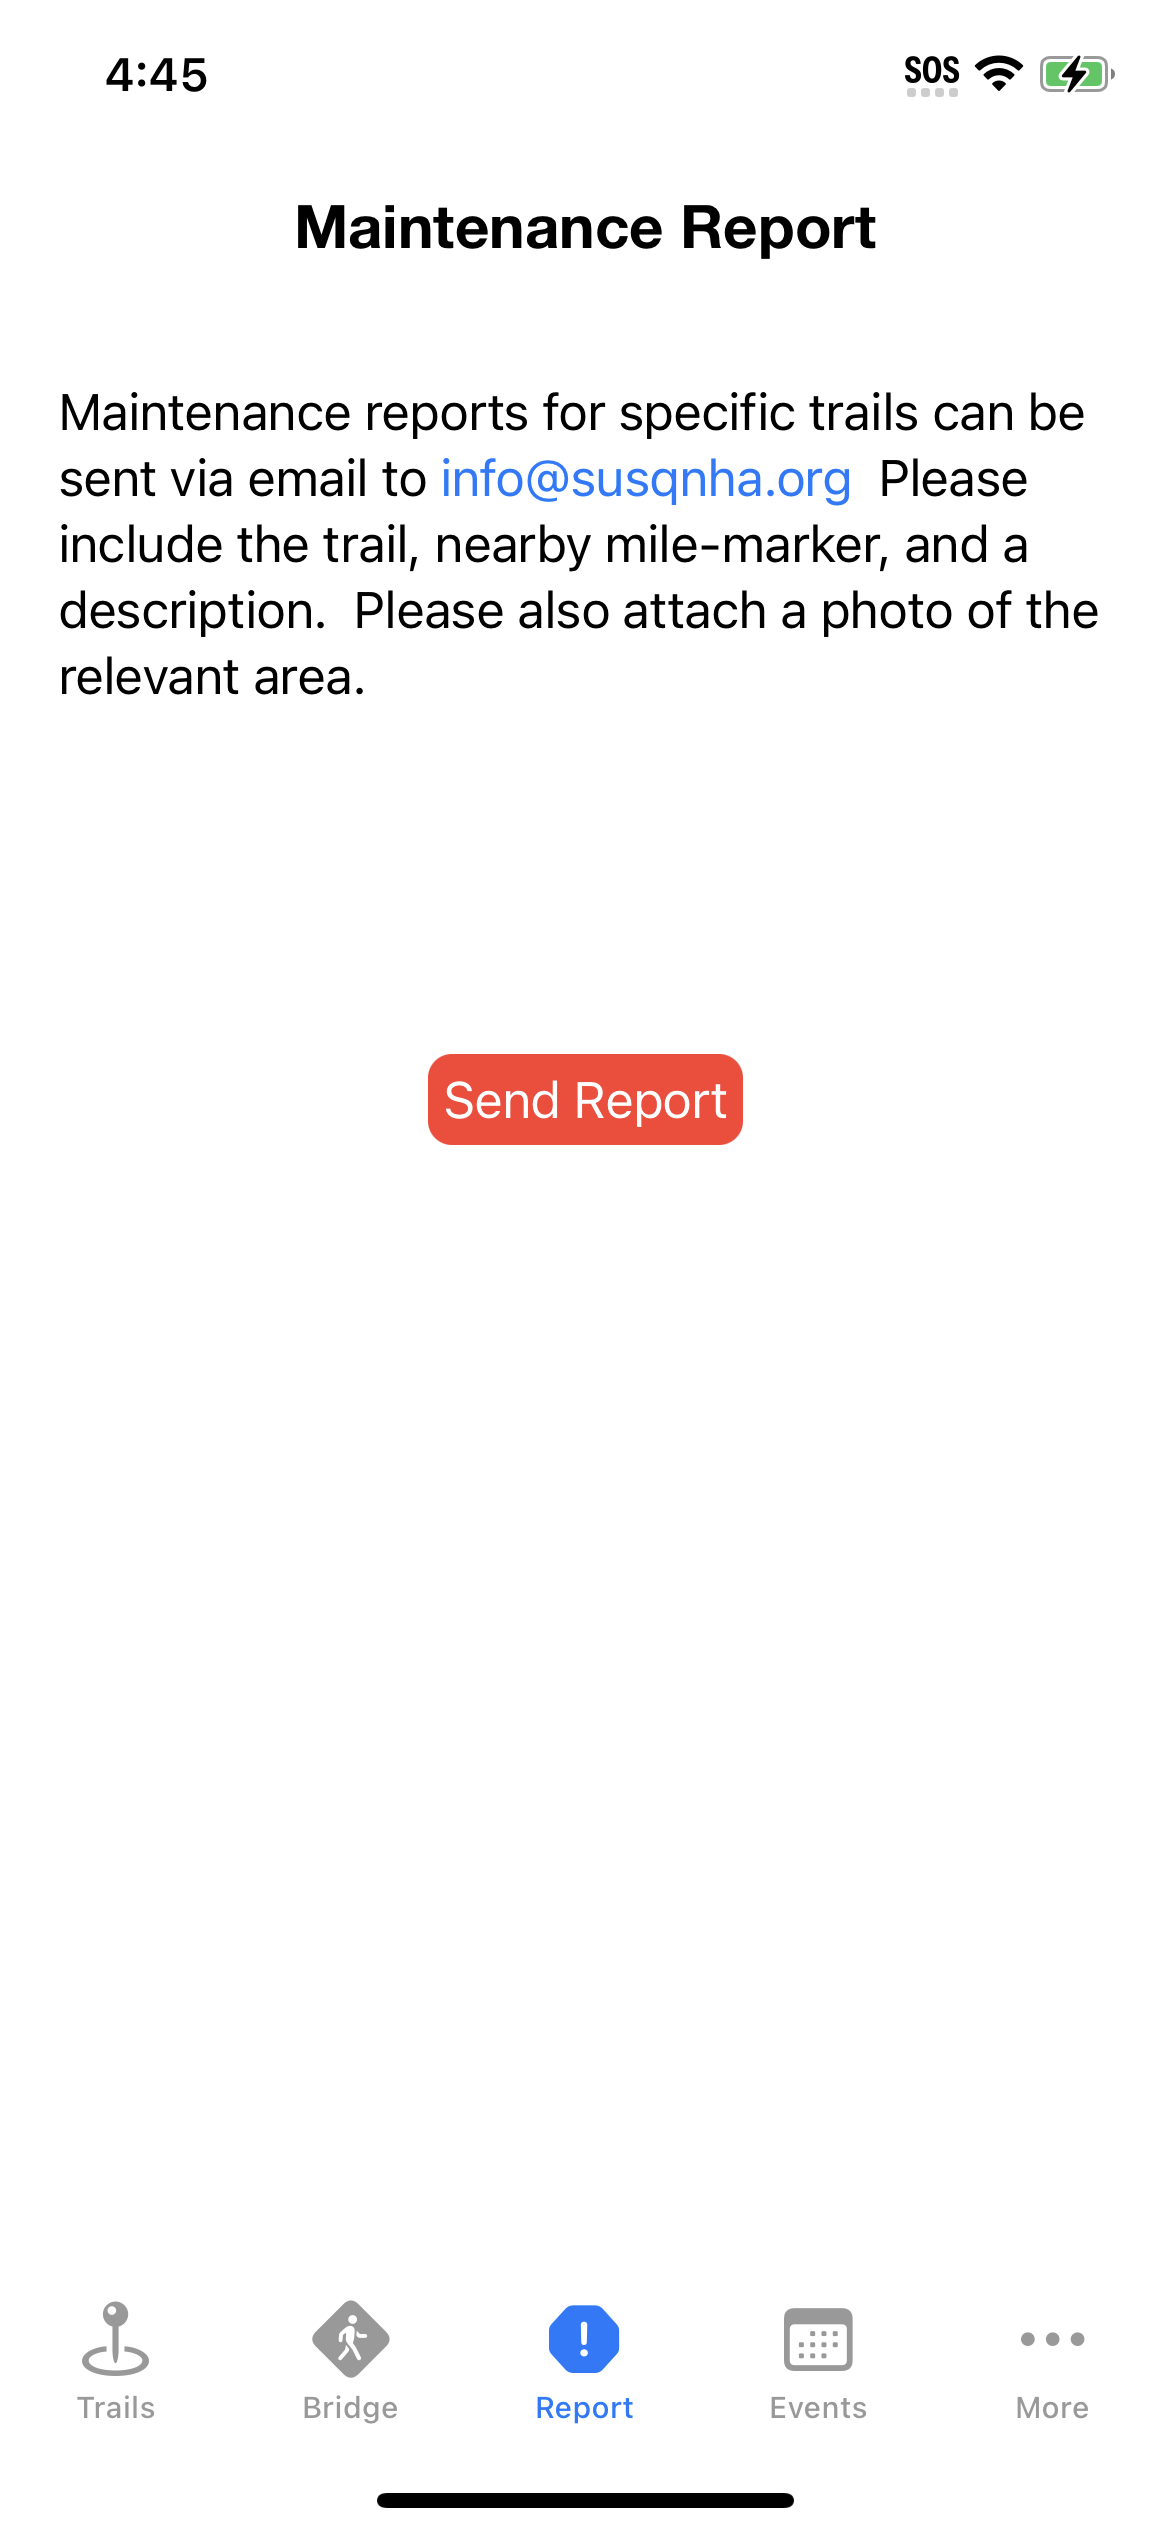 4:45
SOS
Maintenance Report
Maintenance reports for specific trails can be
sent via email to info@susqnha.org  Please
include the trail, nearby mile-marker, and a
description.  Please also attach a photo of the
relevant area.
Send Report
Trails
Bridge
Report
Events
More